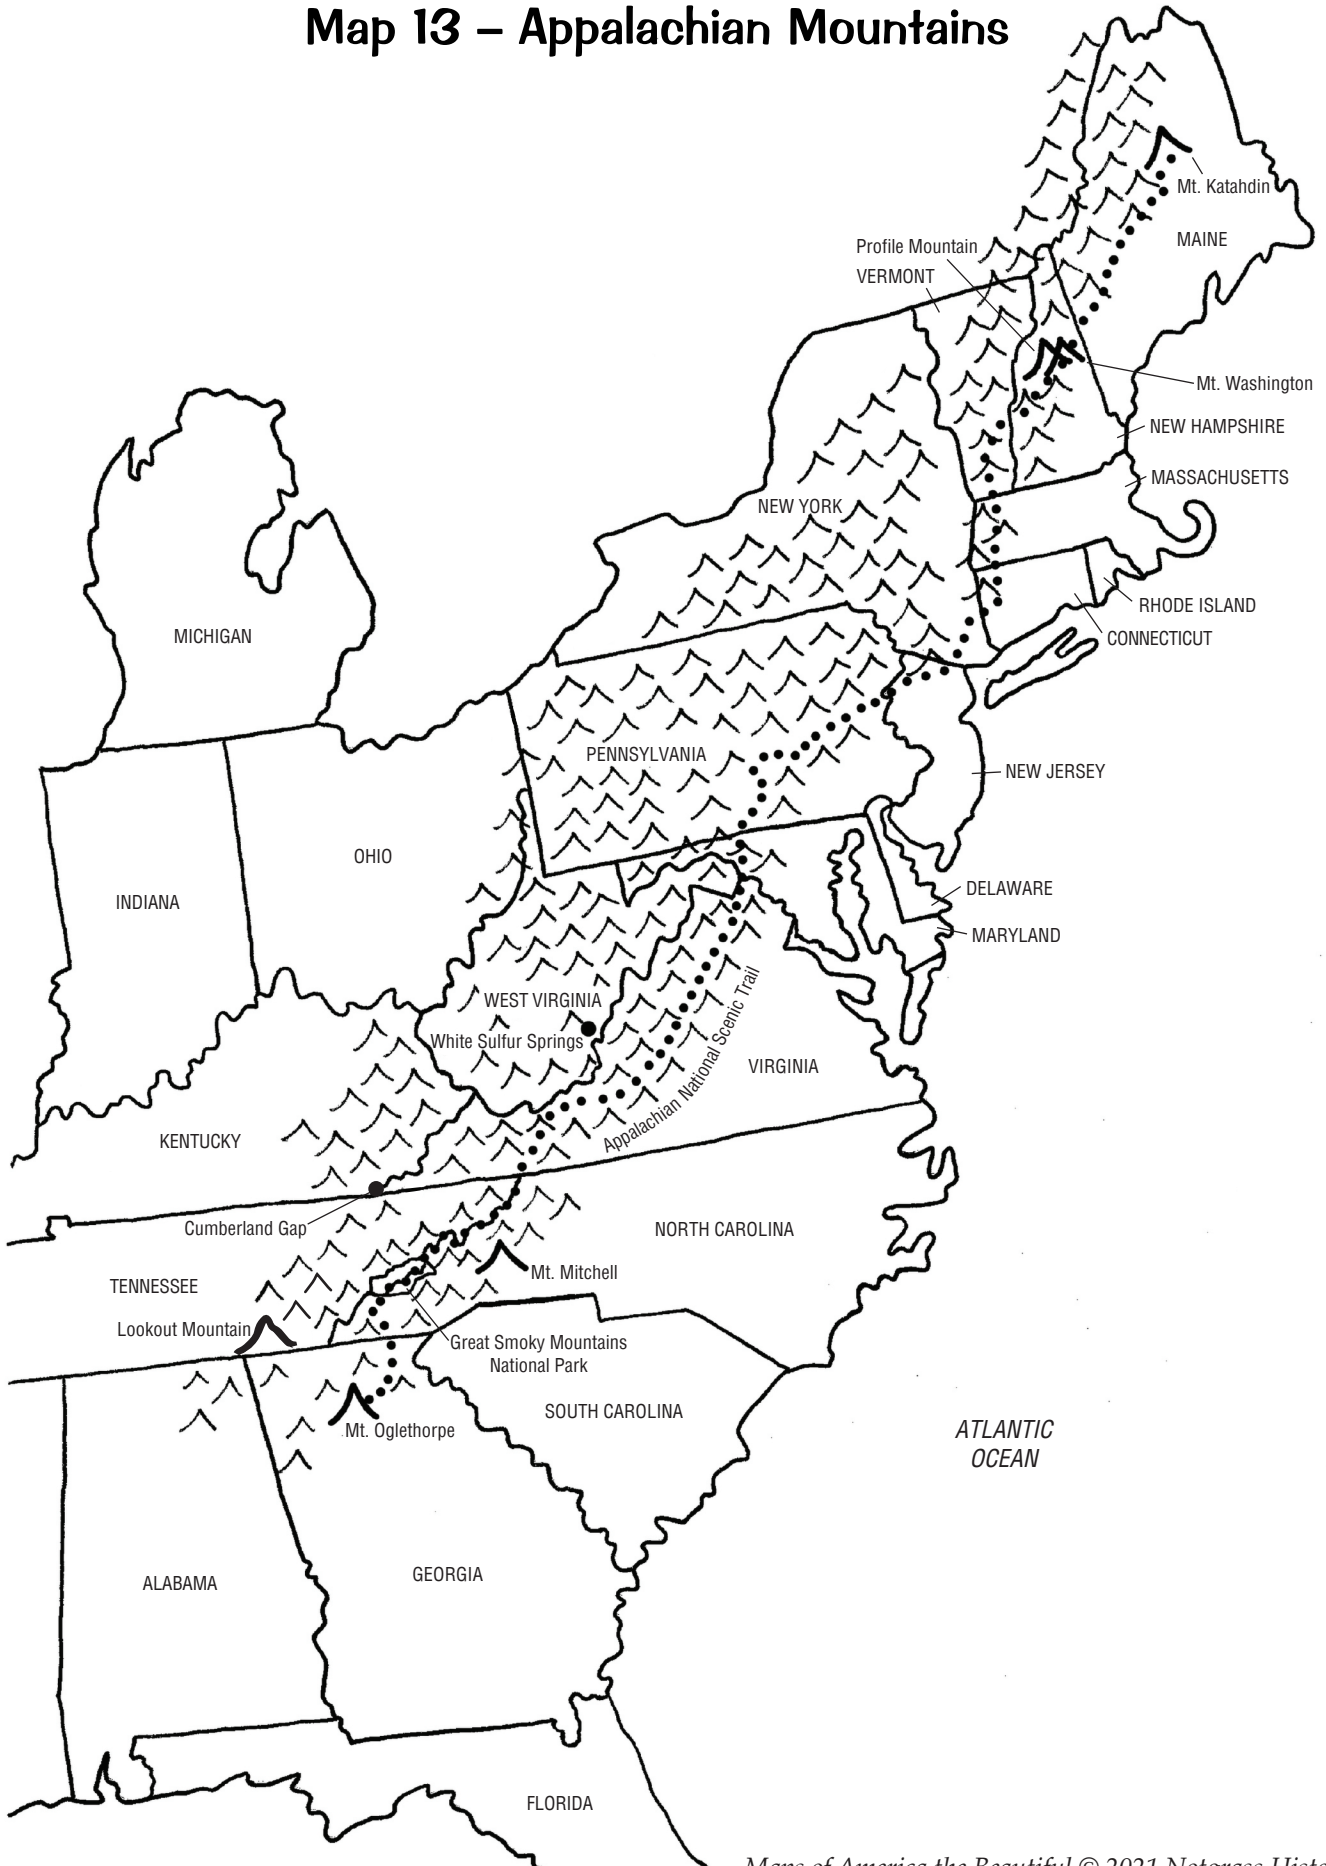 Map 13 – Appalachian Mountains
Mt. Katahdin
MAINE
Profile Mountain
VERMONT
Mt. Washington
NEW HAMPSHIRE
MASSACHUSETTS
NEW YORK
RHODE ISLAND
CONNECTICUT
MICHIGAN
PENNSYLVANIA
NEW JERSEY
OHIO
INDIANA
DELAWARE
MARYLAND
WEST VIRGINIA
White Sulfur Springs
Appalachian National Scenic Trail
VIRGINIA
KENTUCKY
Cumberland Gap
NORTH CAROLINA
Mt. Mitchell
TENNESSEE
Lookout Mountain
Great Smoky Mountains
National Park
SOUTH CAROLINA
Mt. Oglethorpe
ATLANTIC
OCEAN
ALABAMA
GEORGIA
FLORIDA